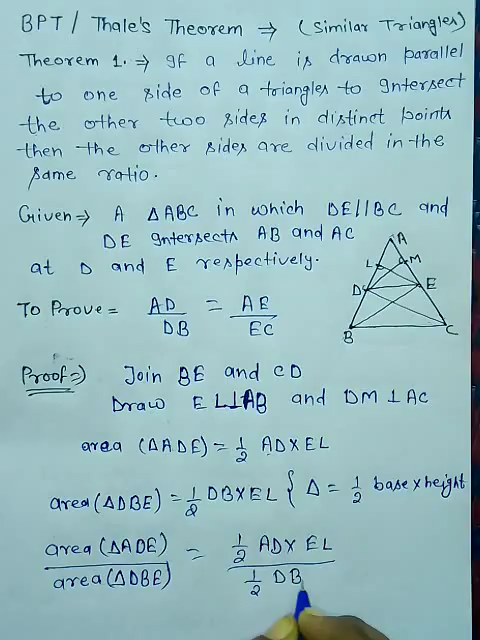 BPT / Thale's Theorem ⇒ (Similar Triangles)
Theorem 1. ⇒ If a line is drawn parallel
to one side of a triangles to Intersect
the other two sides in distinct points
then the other sides are divided in the
same ratio.
Given ⇒ A ΔABC in which DE||BC and
DE Intersects AB and AC
at D and E respectively.
A
L
M
D
E
B
C
To Prove = AD/DB = AE/EC
Proof ⇒) Join BE and CD
Draw EL⊥AB and DM ⊥ AC
area (ΔADE) = 1/2 AD X EL
area (ΔDBE) = 1/2 DB X EL { Δ = 1/2 base x height
area (ΔADE)/area (ΔDBE) = 1/2 AD X EL/1/2 DB